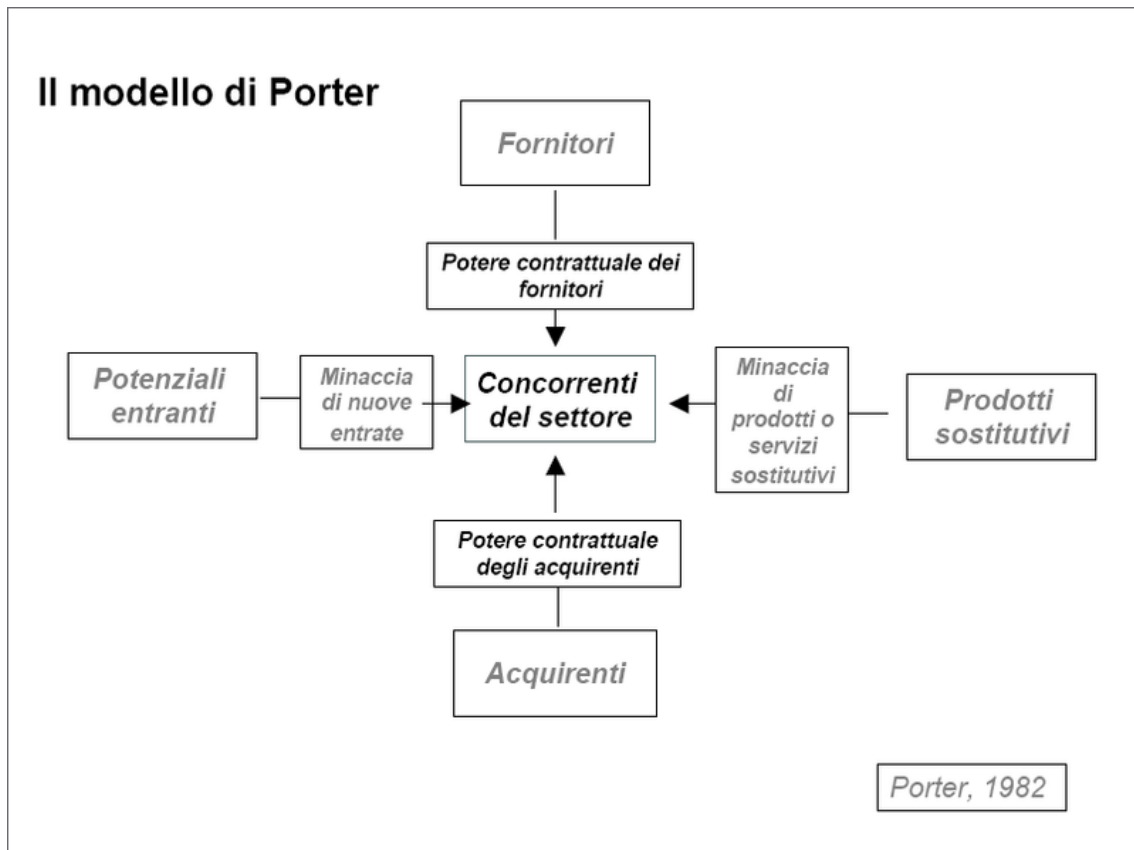 Il modello di Porter
Fornitori
Potere contrattuale dei
fornitori
Potenziali
entranti
Minaccia
di nuove
entrate
Concorrenti
del settore
Minaccia
di
prodotti o
servizi
sostitutivi
Prodotti
sostitutivi
Potere contrattuale
degli acquirenti
Acquirenti
Porter, 1982